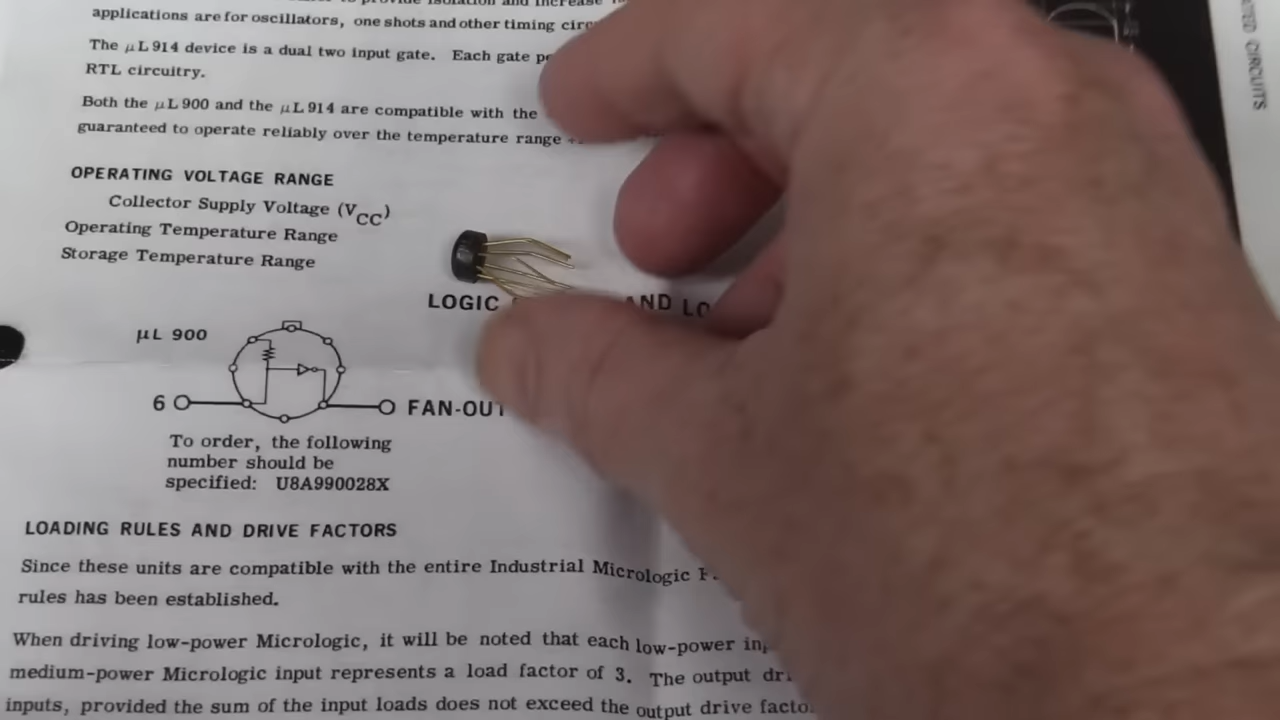 applications are for oscillators, one shots and other timing
The μL 914 device is a dual two input gate. Each gate
RTL circuitry.
Both the μL 900 and the μL 914 are compatible with the
guaranteed to operate reliably over the temperature range
OPERATING VOLTAGE RANGE
Collector Supply Voltage (VCC)
Operating Temperature Range
Storage Temperature Range
LOGIC AND
μL 900
6 FAN-OUT
To order, the following
number should be
specified: U8A990028X
LOADING RULES AND DRIVE FACTORS
Since these units are compatible with the entire Industrial Micrologic
rules has been established.
When driving low-power Micrologic, it will be noted that each low-power
medium-power Micrologic input represents a load factor of 3. The output
inputs, provided the sum of the input loads does not exceed the output drive
CIRCUITS